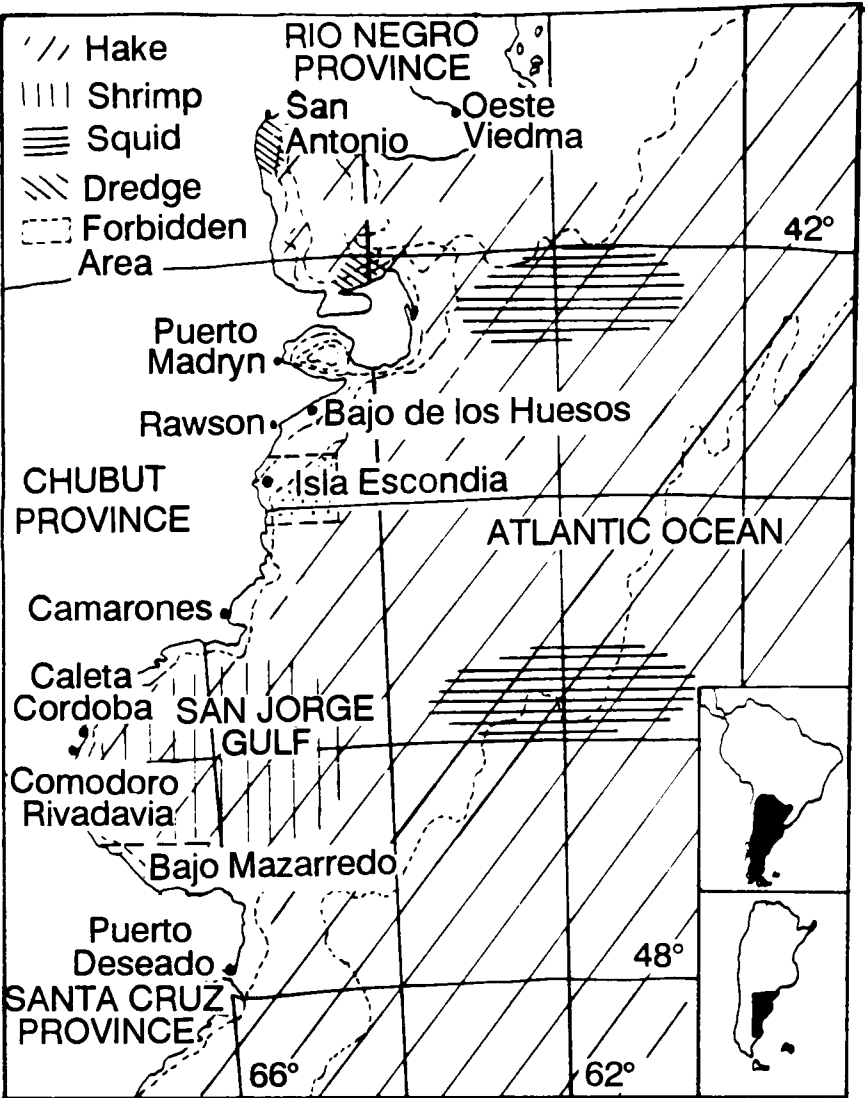 Hake
Shrimp
Squid
Dredge
Forbidden
Area
RIO NEGRO
PROVINCE
San
Antonio
Oeste
Viedma
42°
Puerto
Madryn
Rawson
Bajo de los Huesos
CHUBUT
PROVINCE
Isla Escondia
ATLANTIC OCEAN
Camarones
Caleta
Cordoba
SAN JORGE
GULF
Comodoro
Rivadavia
Bajo Mazarredo
Puerto
Deseado
48°
SANTA CRUZ
PROVINCE
66°
62°